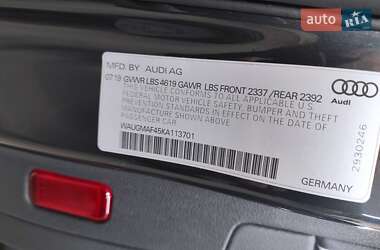 auto RIA
MFD. BY AUDI AG
07.18 GVWR LBS 4619 GAWR LBS FRONT 2337 /REAR 2392
THIS VEHICLE CONFORMS TO ALL APPLICABLE U.S.
FEDERAL MOTOR VEHICLE SAFETY, BUMPER AND THEFT
PREVENTION STANDARDS IN EFFECT ON THE DATE OF
MANUFACTURE SHOWN ABOVE.
PASSENGER CAR
WAUGMAF45KA113701
Audi
2930246
GERMANY